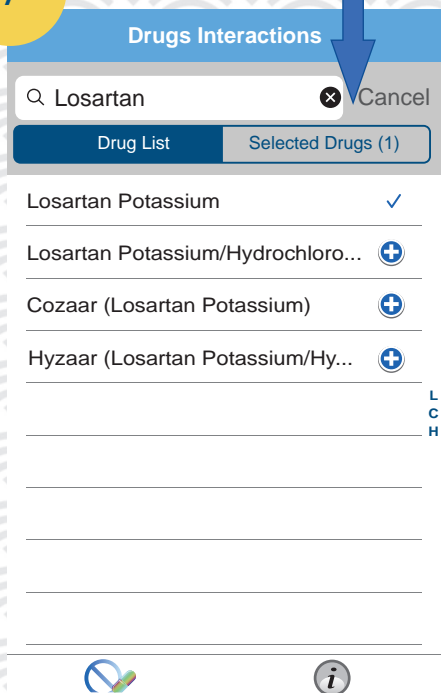 Drugs Interactions
Losartan
Cancel
Drug List
Selected Drugs (1)
Losartan Potassium
Losartan Potassium/Hydrochloro...
Cozaar (Losartan Potassium)
Hyzaar (Losartan Potassium/Hy...
L
C
H
i